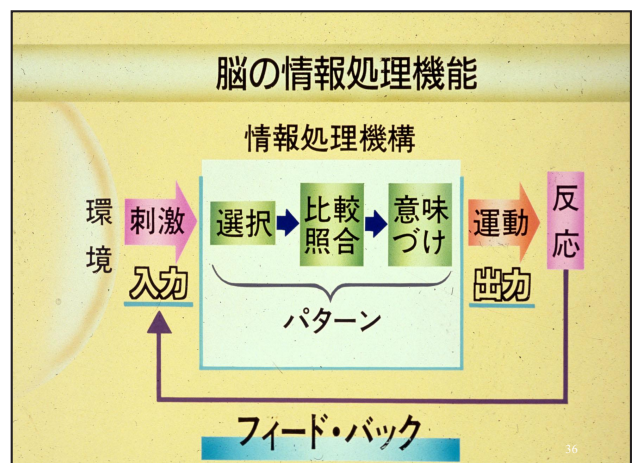 脳の情報処理機能
情報処理機構
環境
刺激
入力
選択
比較
照合
意味
づけ
パターン
運動
出力
反応
フィード・バック
36